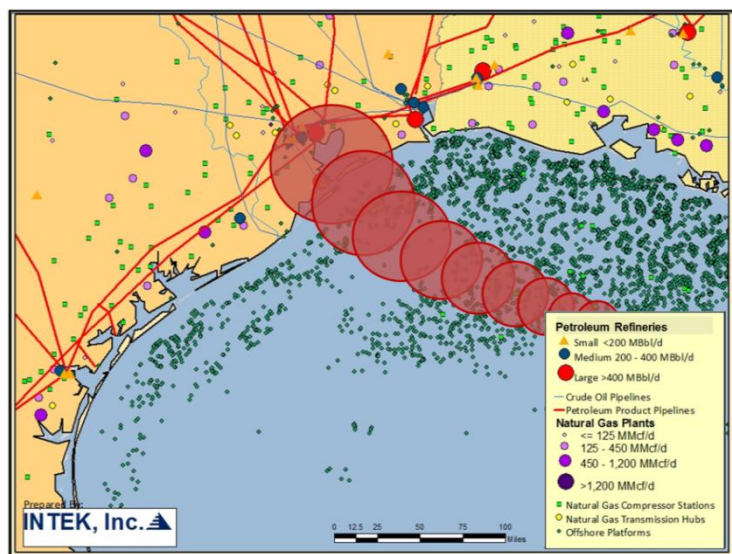 LA
Petroleum Refineries
Small <200 MBbl/d
Medium 200 - 400 MBbl/d
Large >400 MBbl/d
Crude Oil Pipelines
Petroleum Product Pipelines
Natural Gas Plants
<= 125 MMcf/d
125 - 450 MMcf/d
450 - 1,200 MMcf/d
>1,200 MMcf/d
Natural Gas Compressor Stations
Natural Gas Transmission Hubs
Offshore Platforms
Prepared By:
INTEK, Inc.
0 12.5 25 50 75 100
Miles